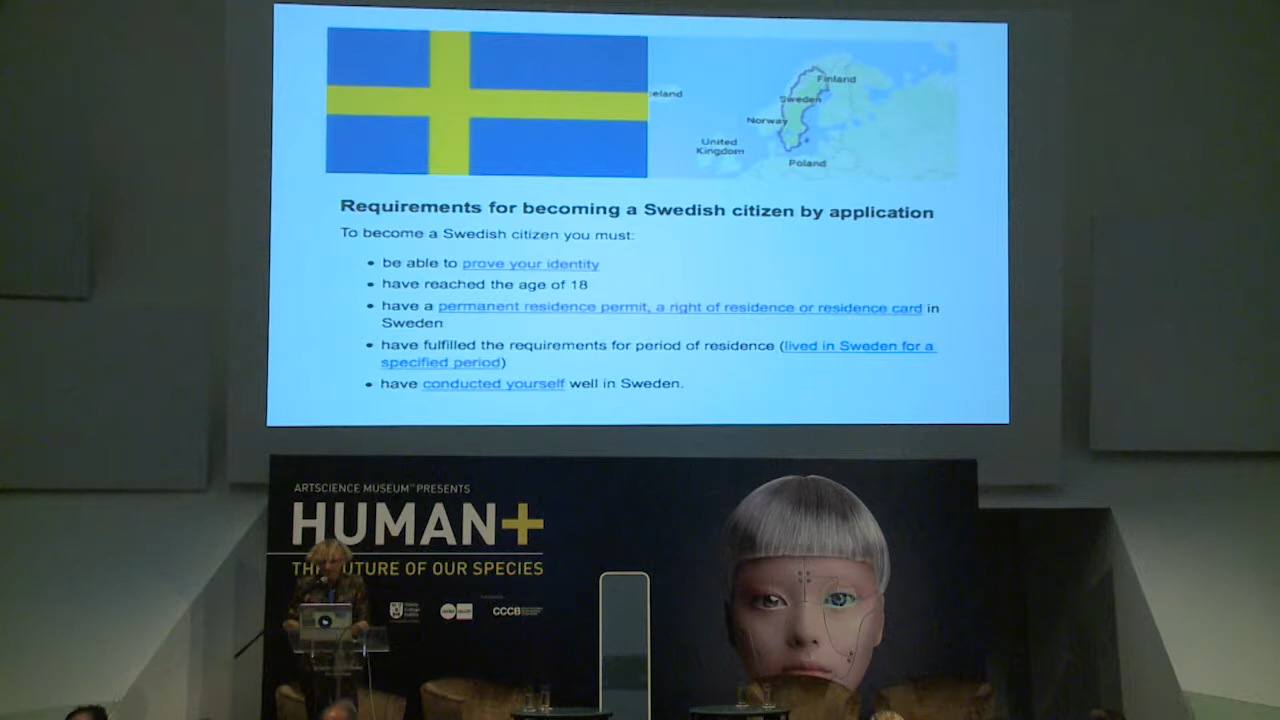 eland
Finland
Sweden
Norway
United
Kingdom
Poland
Requirements for becoming a Swedish citizen by application
To become a Swedish citizen you must:
• be able to prove your identity
• have reached the age of 18
• have a permanent residence permit, a right of residence or residence card in
Sweden
• have fulfilled the requirements for period of residence (lived in Sweden for a
specified period)
• have conducted yourself well in Sweden.
ARTSCIENCE MUSEUM™ PRESENTS
HUMAN+
TH UTURE OF OUR SPECIES
CCCB